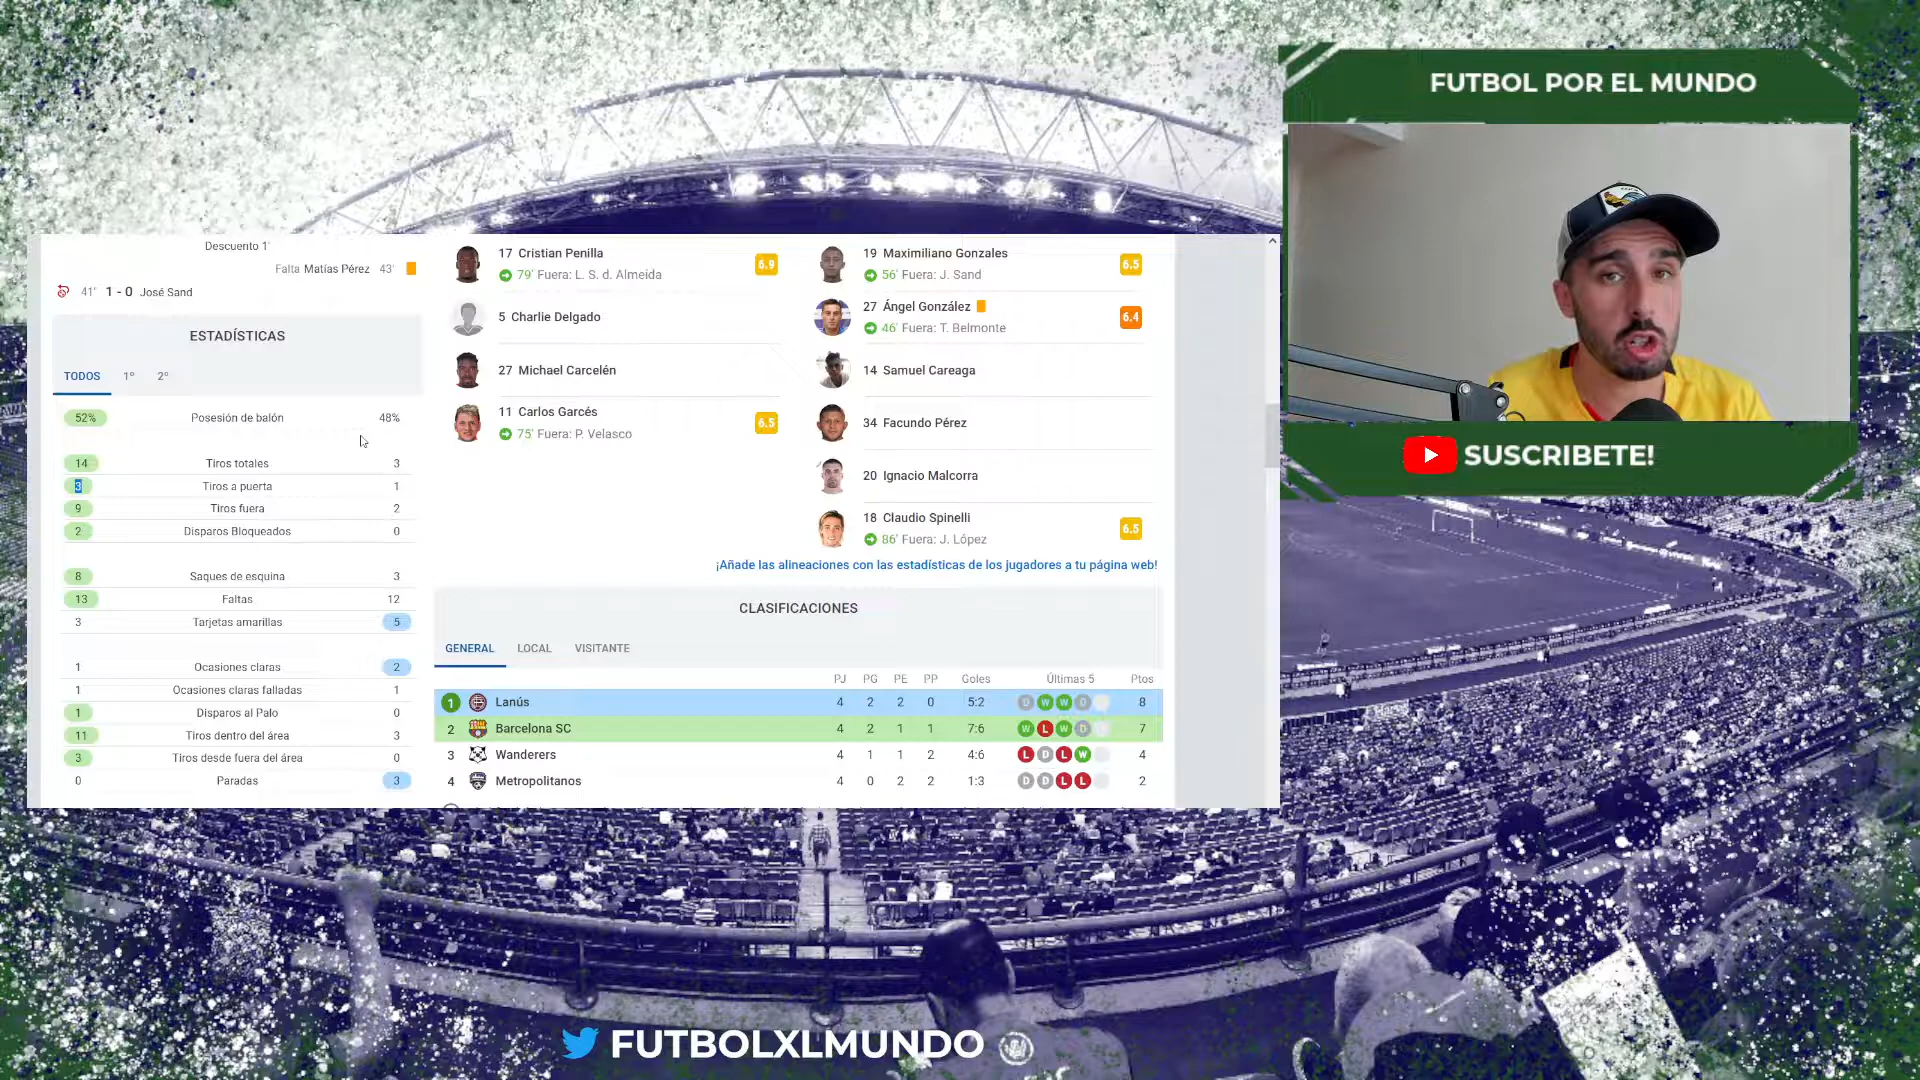 FUTBOL POR EL MUNDO
SUSCRIBETE!
Descuento 1'
Falta Matías Pérez 43'
41' 1 - 0 José Sand
ESTADÍSTICAS
TODOS 1º 2º
52% Posesión de balón 48%
14 Tiros totales 3
3 Tiros a puerta 1
9 Tiros fuera 2
2 Disparos Bloqueados 0
8 Saques de esquina 3
13 Faltas 12
3 Tarjetas amarillas 5
1 Ocasiones claras 2
1 Ocasiones claras falladas 1
1 Disparos al Palo 0
11 Tiros dentro del área 3
3 Tiros desde fuera del área 0
0 Paradas 3
17 Cristian Penilla
79' Fuera: L. S. d. Almeida
6.9
5 Charlie Delgado
27 Michael Carcelén
11 Carlos Garcés
75' Fuera: P. Velasco
6.5
19 Maximiliano Gonzales
56' Fuera: J. Sand
6.5
27 Ángel González
46' Fuera: T. Belmonte
6.4
14 Samuel Careaga
34 Facundo Pérez
20 Ignacio Malcorra
18 Claudio Spinelli
86' Fuera: J. López
6.5
¡Añade las alineaciones con las estadísticas de los jugadores a tu página web!
CLASIFICACIONES
GENERAL LOCAL VISITANTE
PJ PG PE PP Goles Últimas 5 Ptos
1 Lanús 4 2 2 0 5:2 D W W D 8
2 Barcelona SC 4 2 1 1 7:6 W L W D 7
3 Wanderers 4 1 1 2 4:6 L D L W 4
4 Metropolitanos 4 0 2 2 1:3 D D L L 2
FUTBOLXLMUNDO